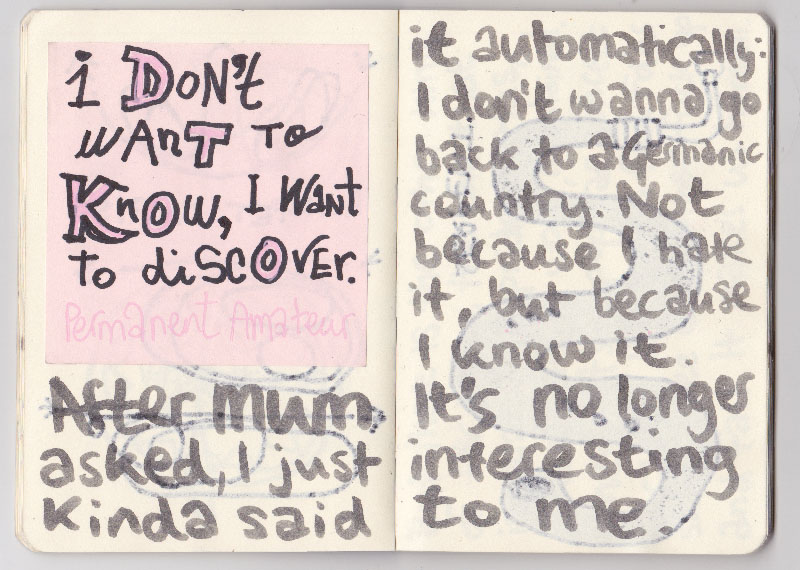 i DoN't
wAnT To
KnOw, I Want
To diSCOVEr.
Permanent Amateur
After Mum
asked, I just
kinda said
it automatically:
I don't wanna go
back to a Germanic
country. Not
because I hate
it, but because
I know it.
It's no longer
interesting
to me.